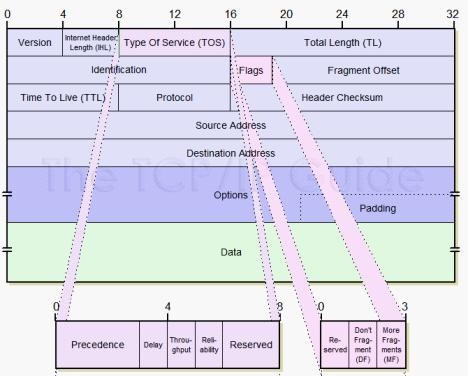 0 4 8 12 16 20 24 28 32
Version Internet Header Length (IHL) Type Of Service (TOS) Total Length (TL)
Identification Flags Fragment Offset
Time To Live (TTL) Protocol Header Checksum
Source Address
Destination Address
The TCP/IP Guide
Options
Padding
Data
0 4 8 0 3
Precedence Delay Throu-ghput Reli-ability Reserved Re-served Don't Frag-ment (DF) More Frag-ments (MF)